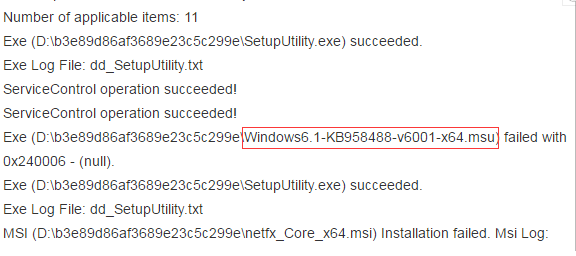 Number of applicable items: 11
Exe (D:\b3e89d86af3689e23c5c299e\SetupUtility.exe) succeeded.
Exe Log File: dd_SetupUtility.txt
ServiceControl operation succeeded!
ServiceControl operation succeeded!
Exe (D:\b3e89d86af3689e23c5c299e\Windows6.1-KB958488-v6001-x64.msu) failed with
0x240006 - (null).
Exe (D:\b3e89d86af3689e23c5c299e\SetupUtility.exe) succeeded.
Exe Log File: dd_SetupUtility.txt
MSI (D:\b3e89d86af3689e23c5c299e\netfx_Core_x64.msi) Installation failed. Msi Log: